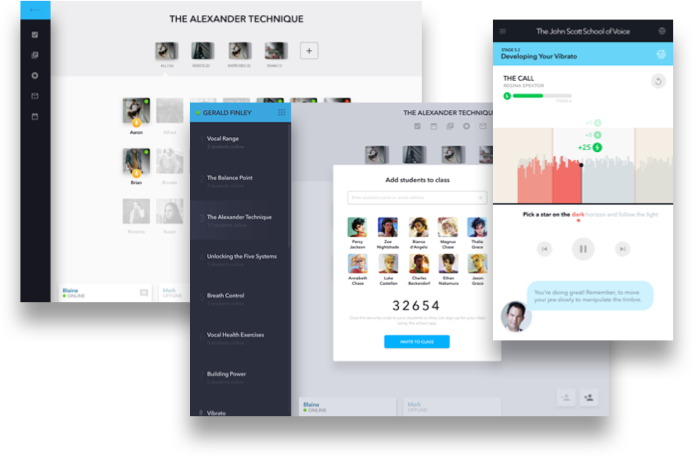 THE ALEXANDER TECHNIQUE
Aaron
Alfred
Brian
Brooke
Blaine
ONLINE
Mark
OFFLINE
GERALD FINLEY
Vocal Range
The Balance Point
The Alexander Technique
Unlocking the Five Systems
Breath Control
Vocal Health Exercises
Building Power
Vibrato
THE ALEXANDER TECHNIQUE
Add students to class
Percy
Jackson
Zoe
Nightshade
Bianca
d'Angelo
Magnus
Chase
Thalia
Grace
Annabeth
Chase
Luke
Castellan
Charles
Beckendorf
Ethan
Nakamura
Jason
Grace
32654
INVITE TO CLASS
Blaine
ONLINE
Mark
OFFLINE
The John Scott School of Voice
STAGE 5.2
Developing Your Vibrato
THE CALL
REGINA SPEKTOR
+25
Pick a star on the dark horizon and follow the light
You're doing great! Remember, to move
your jaw slowly to manipulate the timbre.